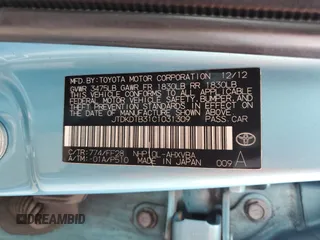 MFD. BY: TOYOTA MOTOR CORPORATION 12/12
GVWR 3475LB GAWR FR 1830LB RR 1830LB
THIS VEHICLE CONFORMS TO ALL APPLICABLE
FEDERAL MOTOR VEHICLE SAFETY, BUMPER, AND
THEFT PREVENTION STANDARDS IN EFFECT ON
THE DATE OF MANUFACTURE SHOWN ABOVE.
JTDKDTB31C1031309 PASS. CAR
TOYOTA
C/TR: 774/FF28 NHP10L-AHXVBA
A/TM: -01A/P510 MADE IN JAPAN 009 A